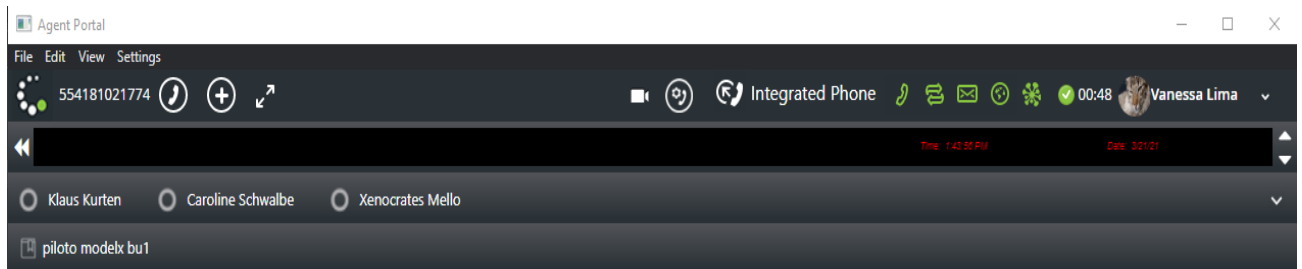 Agent Portal
File Edit View Settings
554181021774 Integrated Phone 00:48 Vanessa Lima
Time: 1:43:56 PM Date: 3/21/21
Klaus Kurten Caroline Schwalbe Xenocrates Mello
piloto modelx bu1